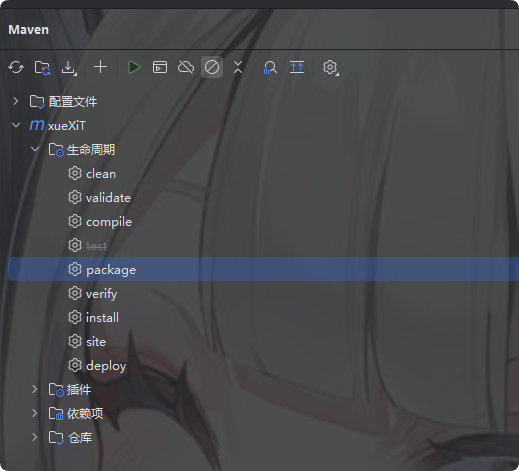 Maven
配置文件
m xueXiT
生命周期
clean
validate
compile
test
package
verify
install
site
deploy
插件
依赖项
仓库